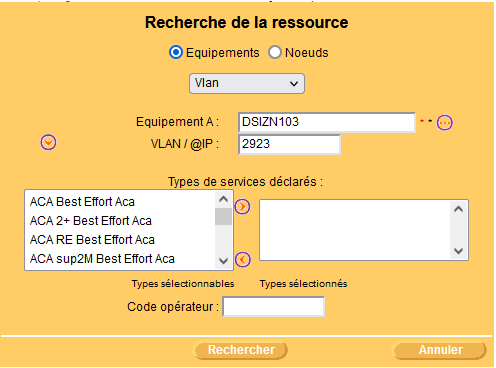 Recherche de la ressource
Equipements Noeuds
Vlan
Equipement A : DSIZN103 - -
VLAN / @IP : 2923
Types de services déclarés :
ACA Best Effort Aca
ACA 2+ Best Effort Aca
ACA RE Best Effort Aca
ACA sup2M Best Effort Aca
Types sélectionnables Types sélectionnés
Code opérateur :
Rechercher Annuler